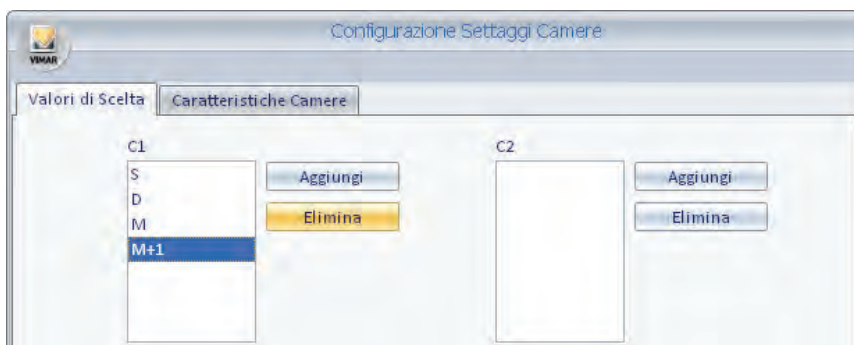 Configurazione Settaggi Camere
VIMAR
Valori di Scelta Caratteristiche Camere
C1 C2
S Aggiungi Aggiungi
D
Elimina Elimina
M
M+1